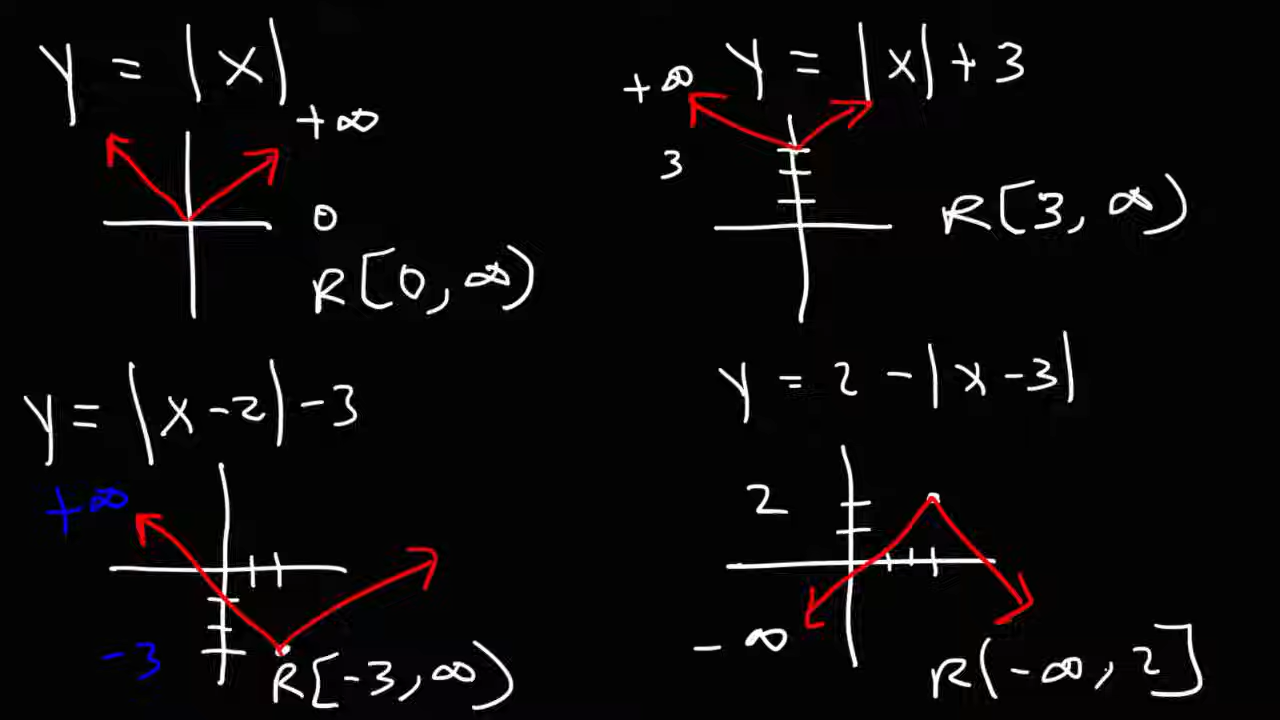 y = |x|
+∞
0
R[0, ∞)
y = |x| + 3
+∞
3
R[3, ∞)
y = |x - 2| - 3
+∞
-3
R[-3, ∞)
y = 2 - |x - 3|
2
-∞
R(-∞, 2]